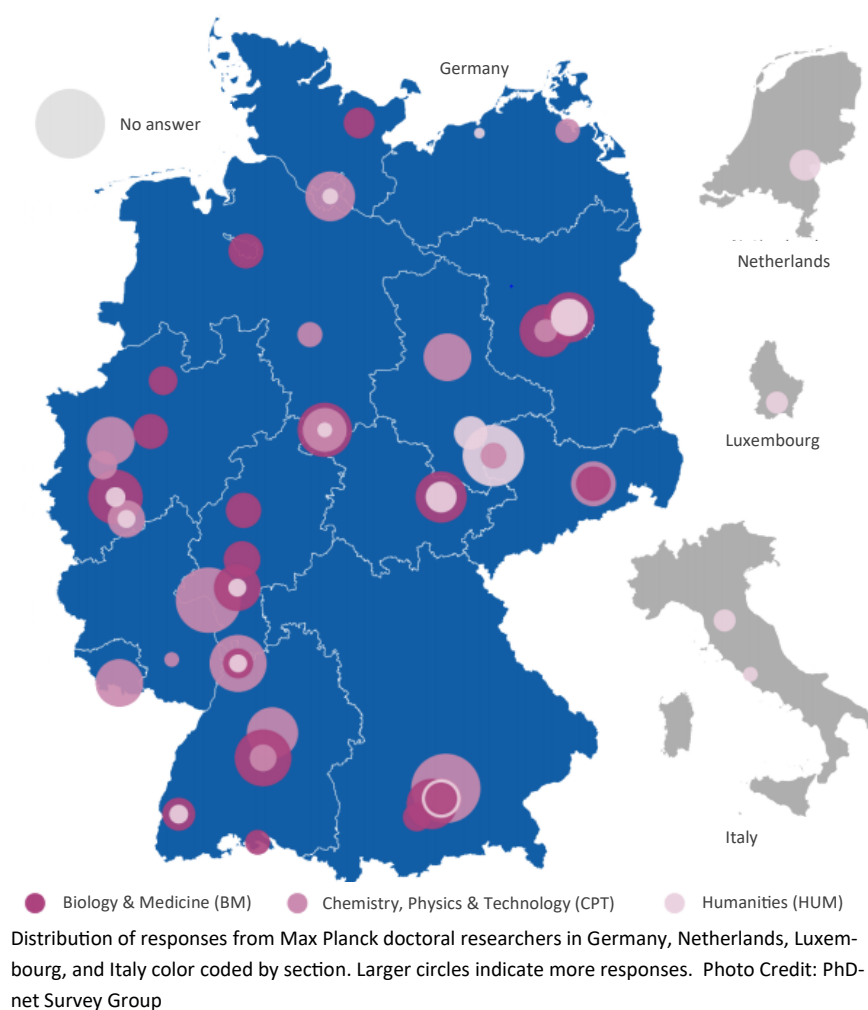 Germany
No answer
Netherlands
Luxembourg
Italy
Biology & Medicine (BM)
Chemistry, Physics & Technology (CPT)
Humanities (HUM)
Distribution of responses from Max Planck doctoral researchers in Germany, Netherlands, Luxem-
bourg, and Italy color coded by section. Larger circles indicate more responses.  Photo Credit: PhD-
net Survey Group